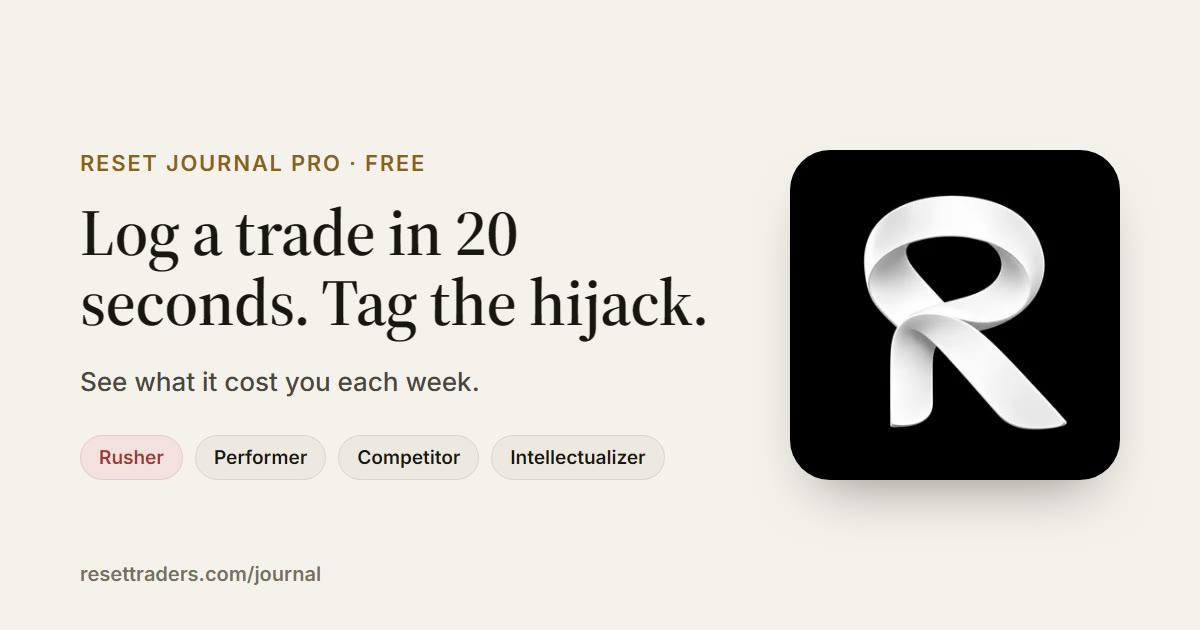 RESET JOURNAL PRO · FREE
Log a trade in 20
seconds. Tag the hijack.
See what it cost you each week.
Rusher
Performer
Competitor
Intellectualizer
resettraders.com/journal
R